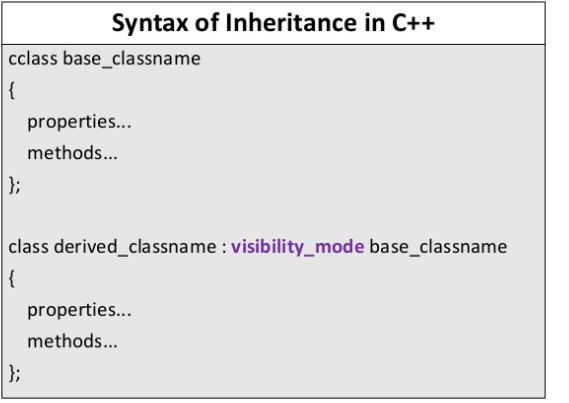 Syntax of Inheritance in C++
cclass base_classname
{
properties...
methods...
};
class derived_classname : visibility_mode base_classname
{
properties...
methods...
};